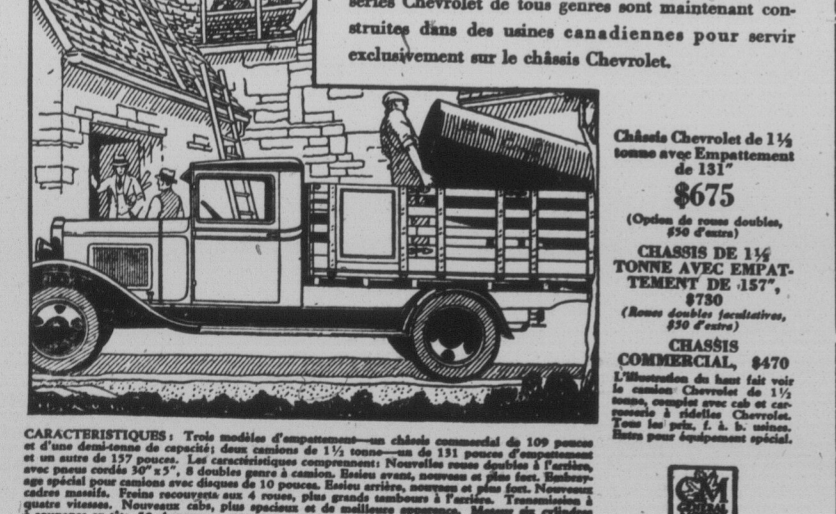 séries Chevrolet de tous genres sont maintenant con-
struites dans des usines canadiennes pour servir
exclusivement sur le châssis Chevrolet.
Châssis Chevrolet de 1½
tonne avec Empattement
de 131"
$675
(Option de roues doubles,
$50 d'extra)
CHASSIS DE 1½
TONNE AVEC EMPAT-
TEMENT DE 157",
$730
(Roues doubles facultatives,
$50 d'extra)
CHASSIS
COMMERCIAL, $470
L'illustration du haut fait voir
le camion Chevrolet de 1½
tonne, complet avec cab et car-
rosserie à ridelles Chevrolet.
Tous les prix, f. à. b. usines.
Extra pour équipement spécial.
CARACTERISTIQUES: Trois modèles d'empattement—un châssis commercial de 109 pouces
et d'une demi-tonne de capacité; deux camions de 1½ tonne—un de 131 pouces d'empattement
et un autre de 157 pouces. Les caractéristiques comprennent: Nouvelles roues doubles à l'arrière,
avec pneus cordés 30" x 5", 8 doubles genre à camion. Essieu avant, nouveau et plus fort. Embray-
age spécial pour camions avec disques de 10 pouces. Essieu arrière, nouveau et plus fort. Nouveaux
cadres massifs. Freins recouverts aux 4 roues, plus grands tambours à l'arrière. Transmission à
quatre vitesses. Nouveaux cabs, plus spacieux et de meilleure apparence. Moteur six cylindres
GM
GENERAL